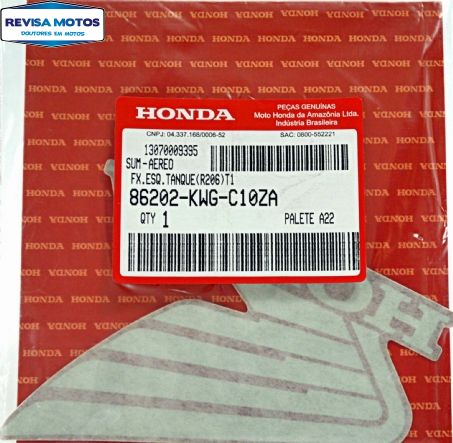 REVISA MOTOS
DOUTORES EM MOTOS
HONDA
PEÇAS GENUÍNAS
Moto Honda da Amazônia Ltda.
Indústria Brasileira
CNPJ: 04.337.168/0006-52
SAC: 0800-552221
13070009395
SUM-AEREO
FX.ESQ.TANQUE(R206)T1
86202-KWG-C10ZA
QTY 1
PALETE A22
HONDA